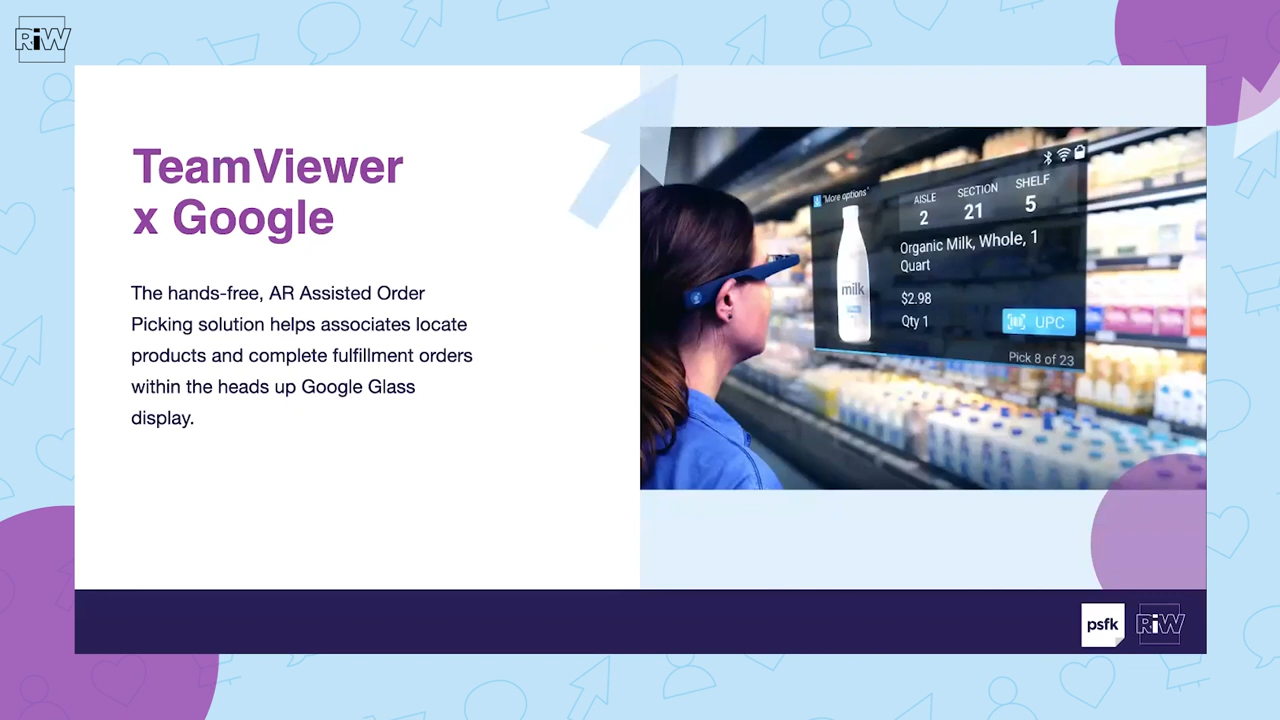 RiW
TeamViewer
x Google
The hands-free, AR Assisted Order
Picking solution helps associates locate
products and complete fulfillment orders
within the heads up Google Glass
display.
"More options"
AISLE
2
SECTION
21
SHELF
5
Organic Milk, Whole, 1
Quart
$2.98
Qty 1
UPC
Pick 8 of 23
milk
psfk
RiW